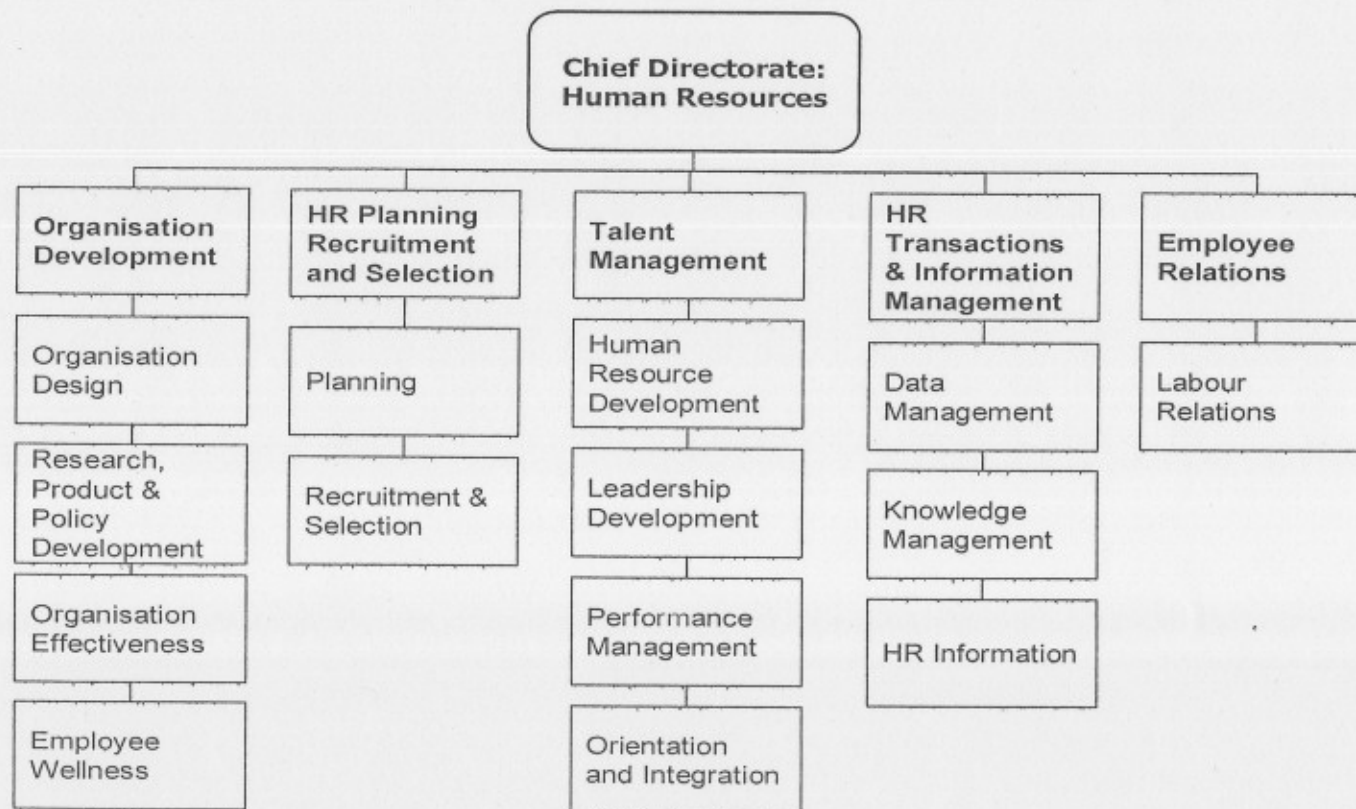 Chief Directorate:
Human Resources
Organisation
Development
HR Planning
Recruitment
and Selection
Talent
Management
HR
Transactions
& Information
Management
Employee
Relations
Organisation
Design
Research,
Product &
Policy
Development
Organisation
Effectiveness
Employee
Wellness
Planning
Recruitment &
Selection
Human
Resource
Development
Leadership
Development
Performance
Management
Orientation
and Integration
Data
Management
Knowledge
Management
HR Information
Labour
Relations